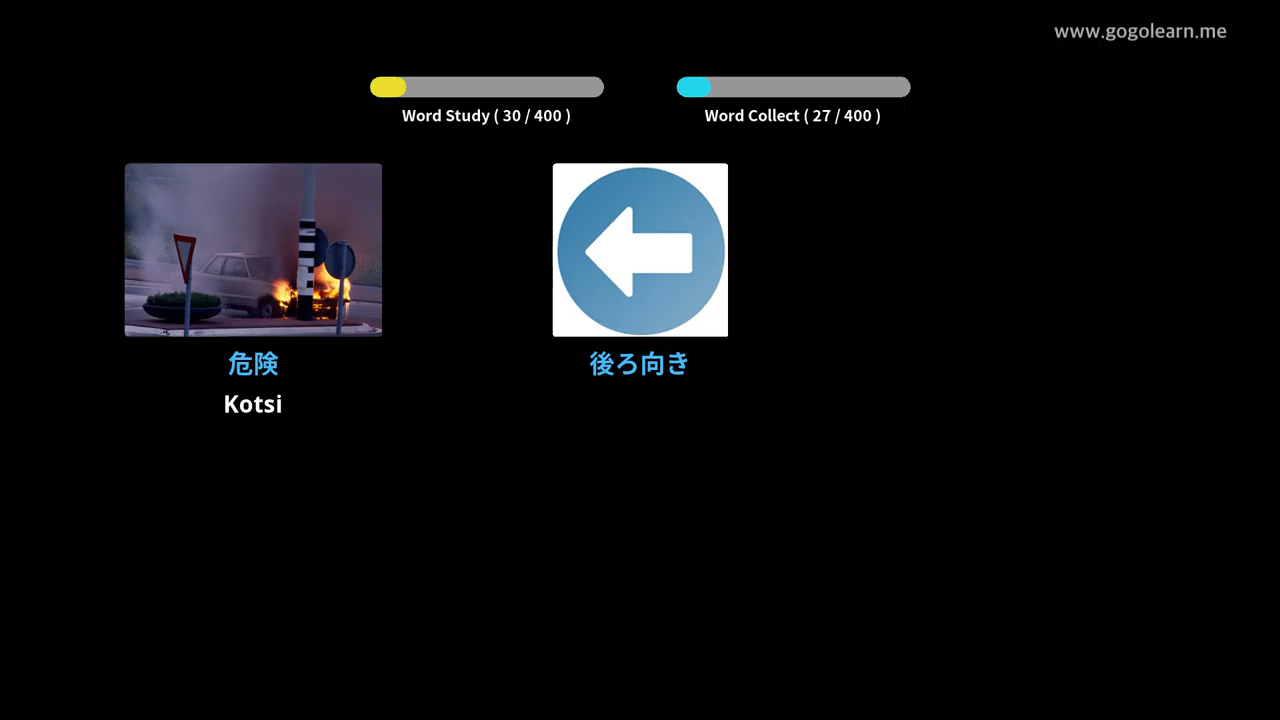 www.gogolearn.me
Word Study ( 30 / 400 )
Word Collect ( 27 / 400 )
危険
後ろ向き
Kotsi